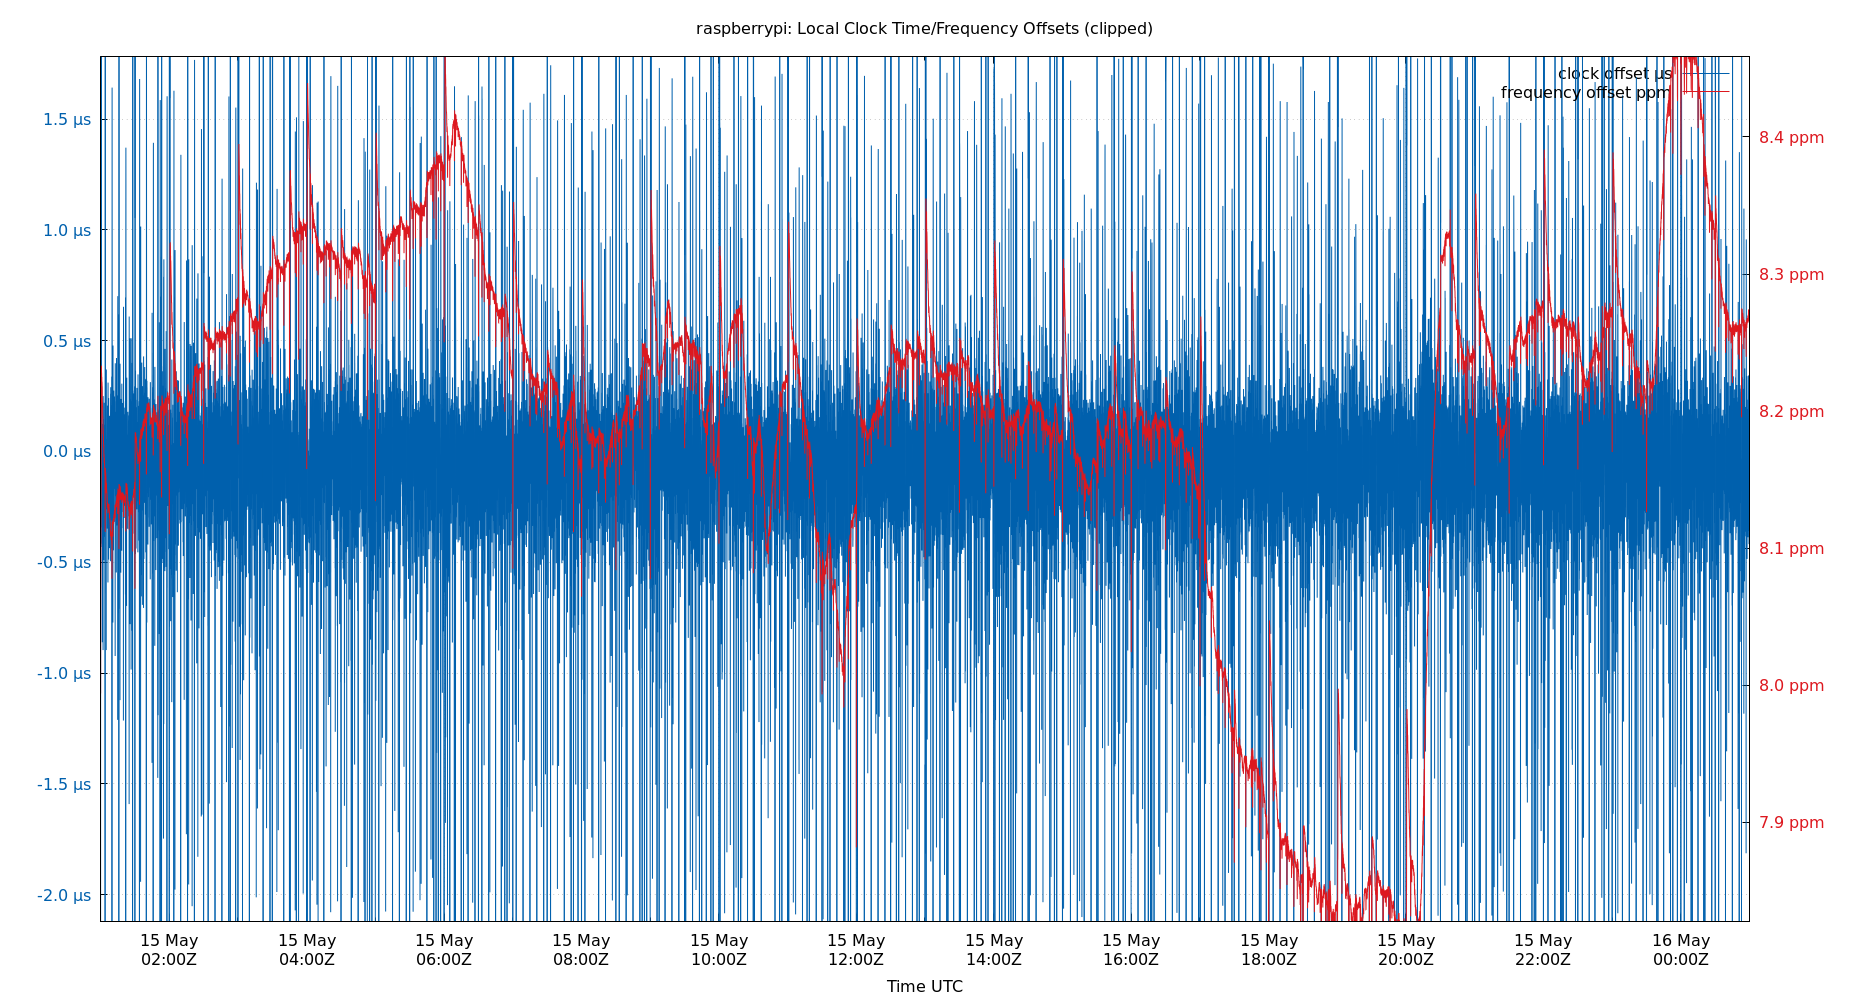 raspberrypi: Local Clock Time/Frequency Offsets (clipped)
clock offset µs
frequency offset ppm
1.5 µs
1.0 µs
0.5 µs
0.0 µs
-0.5 µs
-1.0 µs
-1.5 µs
-2.0 µs
8.4 ppm
8.3 ppm
8.2 ppm
8.1 ppm
8.0 ppm
7.9 ppm
15 May 15 May 15 May 15 May 15 May 15 May 15 May 15 May 15 May 15 May 15 May 16 May
02:00Z 04:00Z 06:00Z 08:00Z 10:00Z 12:00Z 14:00Z 16:00Z 18:00Z 20:00Z 22:00Z 00:00Z
Time UTC